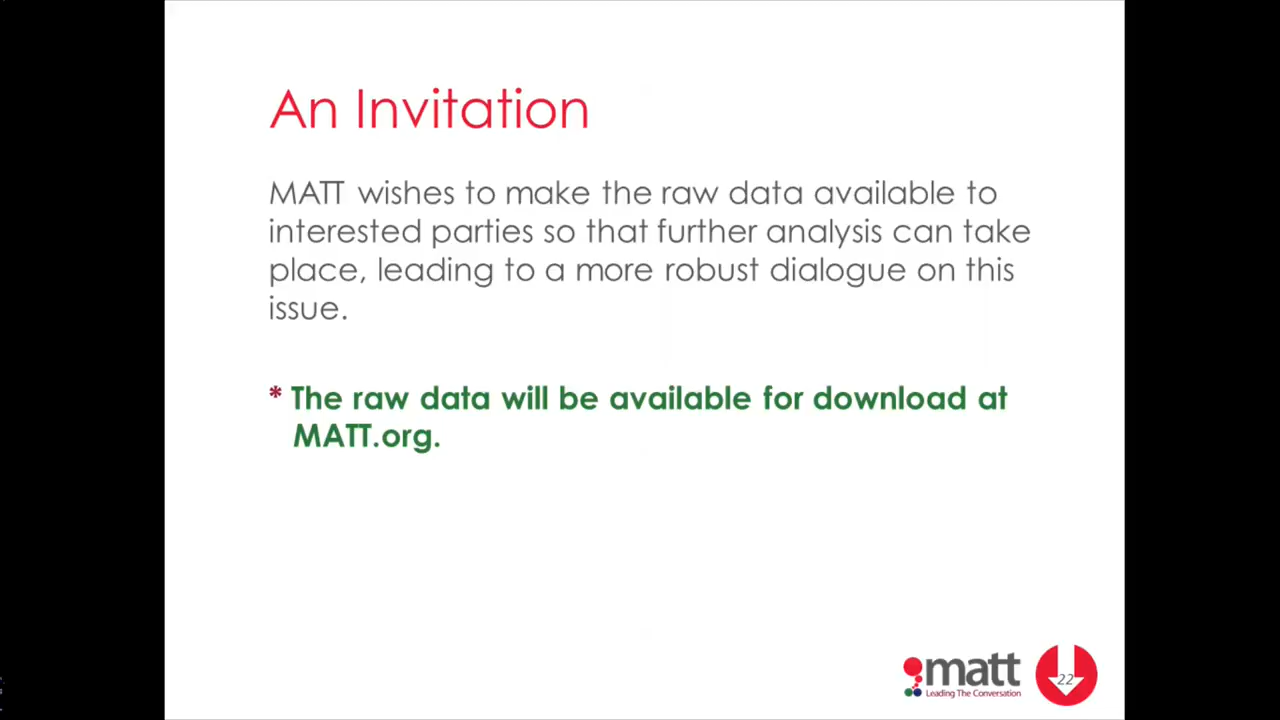 An Invitation
MATT wishes to make the raw data available to
interested parties so that further analysis can take
place, leading to a more robust dialogue on this
issue.
* The raw data will be available for download at
MATT.org.
matt
Leading The Conversation
22